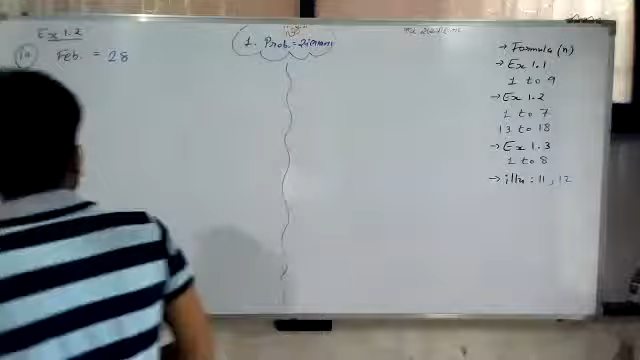 Ex 1.2
Feb. = 28
1. Prob.
→ Formula (n)
→ Ex 1.1
1 to 9
→ Ex 1.2
1 to 7
13 to 18
→ Ex 1.3
1 to 8
→ illu : 11, 12